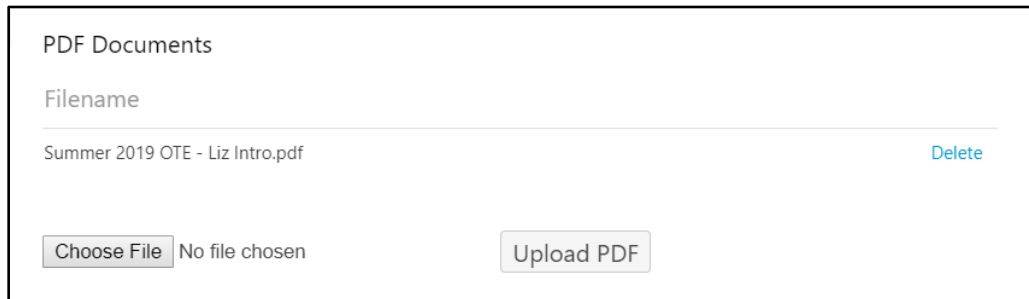 PDF Documents
Filename
Summer 2019 OTE - Liz Intro.pdf Delete
Choose File No file chosen Upload PDF